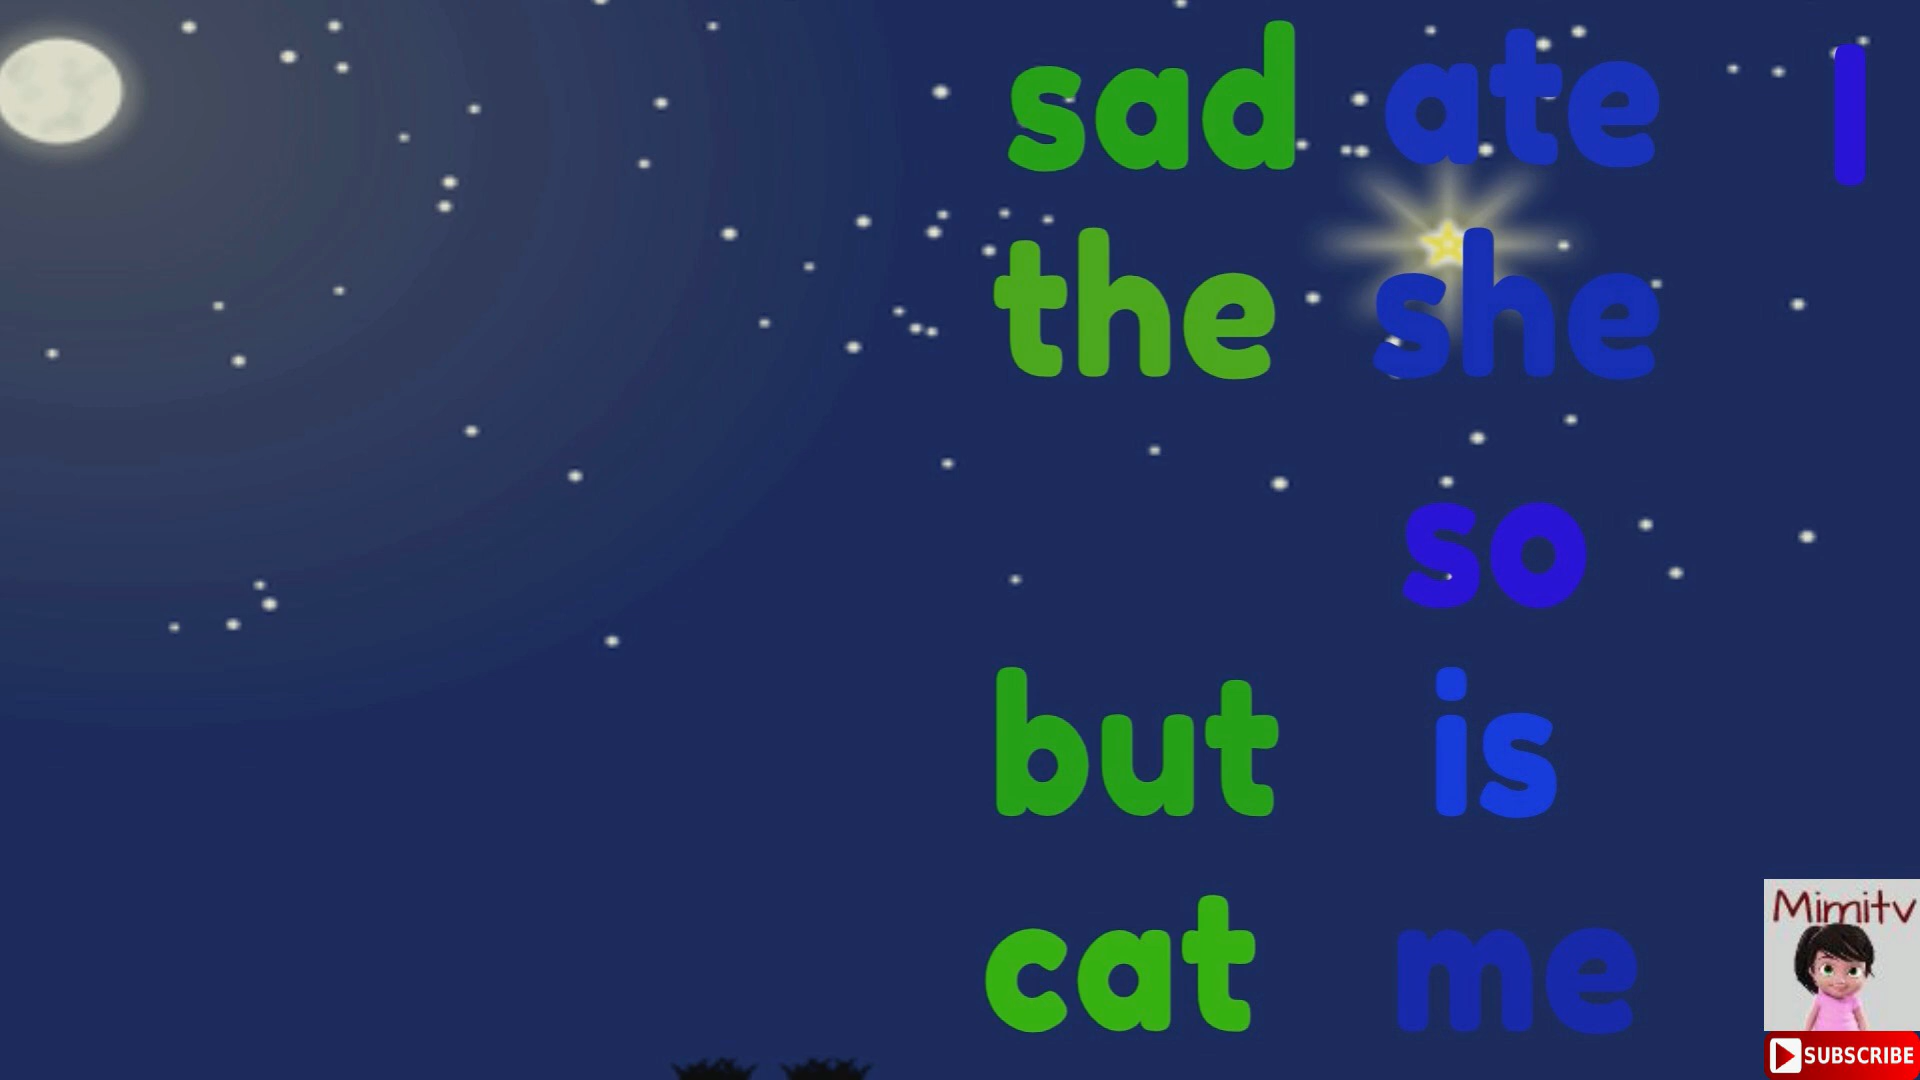 sad ate I
the she
so
but is
cat me
Mimitv
SUBSCRIBE